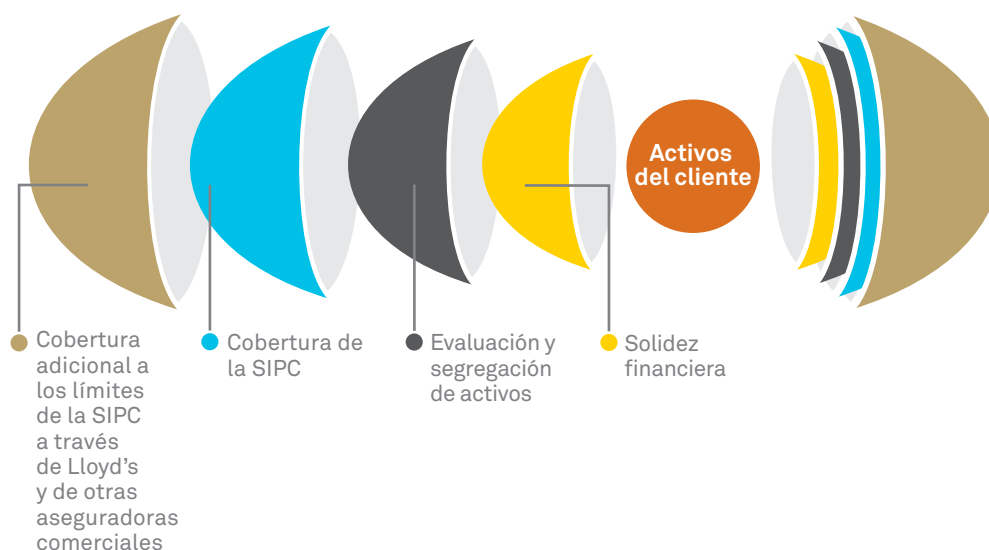 Activos
del cliente
Cobertura
adicional a
los límites
de la SIPC
a través
de Lloyd's
y de otras
aseguradoras
comerciales
Cobertura de
la SIPC
Evaluación y
segregación
de activos
Solidez
financiera